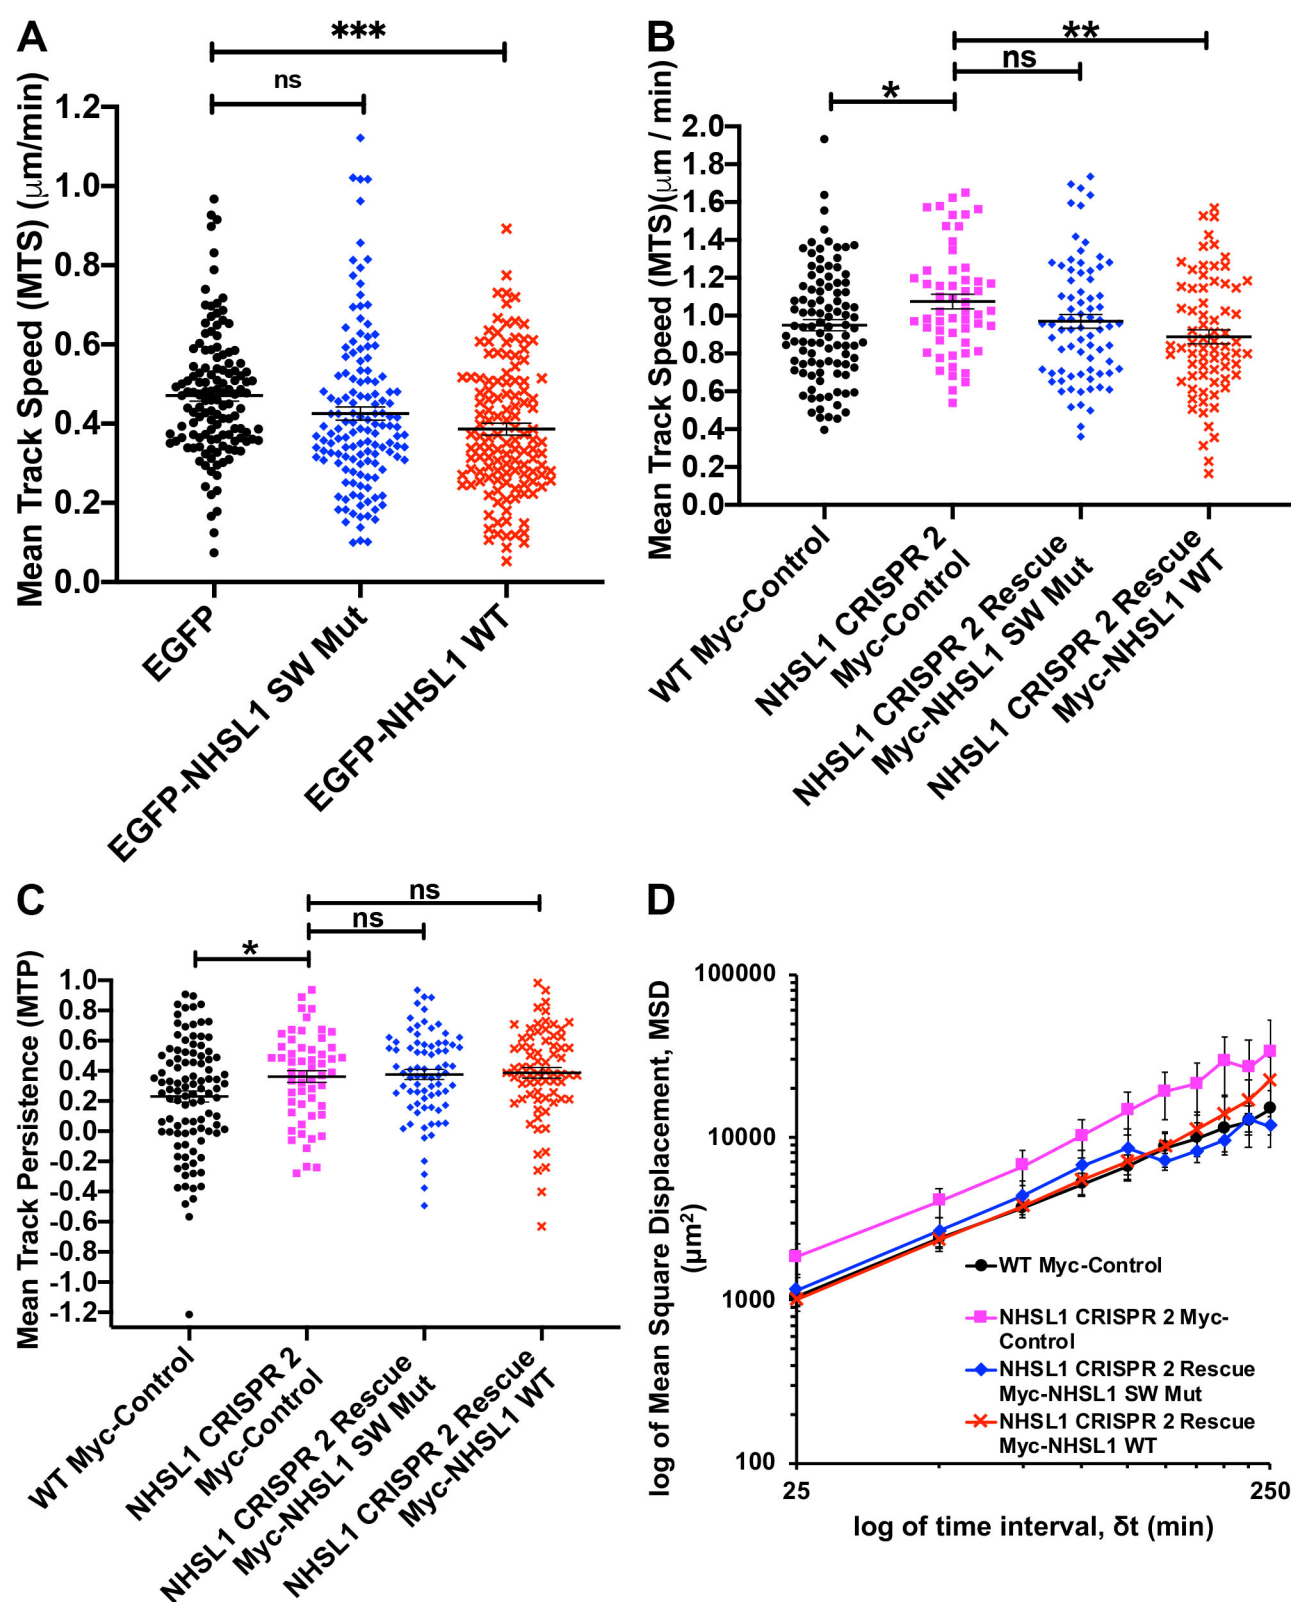 A
***
ns
Mean Track Speed (MTS) (μm/min)
1.2
1.0
0.8
0.6
0.4
0.2
0.0
EGFP
EGFP-NHSL1 SW Mut
EGFP-NHSL1 WT
B
**
ns
*
Mean Track Speed (MTS)(μm / min)
2.0
1.8
1.6
1.4
1.2
1.0
0.8
0.6
0.4
0.2
0.0
WT Myc-Control
NHSL1 CRISPR 2
Myc-Control
NHSL1 CRISPR 2 Rescue
Myc-NHSL1 SW Mut
NHSL1 CRISPR 2 Rescue
Myc-NHSL1 WT
C
ns
ns
*
Mean Track Persistence (MTP)
1.0
0.8
0.6
0.4
0.2
0.0
-0.2
-0.4
-0.6
-0.8
-1.0
-1.2
WT Myc-Control
NHSL1 CRISPR 2
Myc-Control
NHSL1 CRISPR 2 Rescue
Myc-NHSL1 SW Mut
NHSL1 CRISPR 2 Rescue
Myc-NHSL1 WT
D
log of Mean Square Displacement, MSD
(μm²)
100000
10000
1000
100
25
250
log of time interval, δt (min)
WT Myc-Control
NHSL1 CRISPR 2 Myc-
Control
NHSL1 CRISPR 2 Rescue
Myc-NHSL1 SW Mut
NHSL1 CRISPR 2 Rescue
Myc-NHSL1 WT